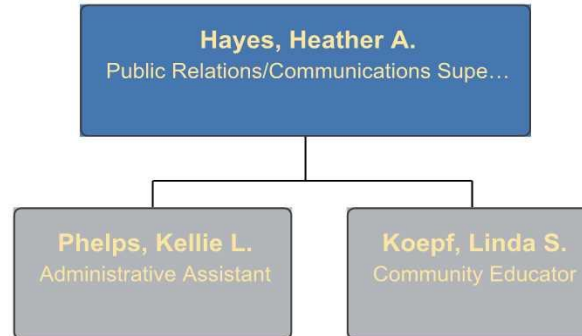 Hayes, Heather A.
Public Relations/Communications Supe…
Phelps, Kellie L.
Administrative Assistant
Koepf, Linda S.
Community Educator